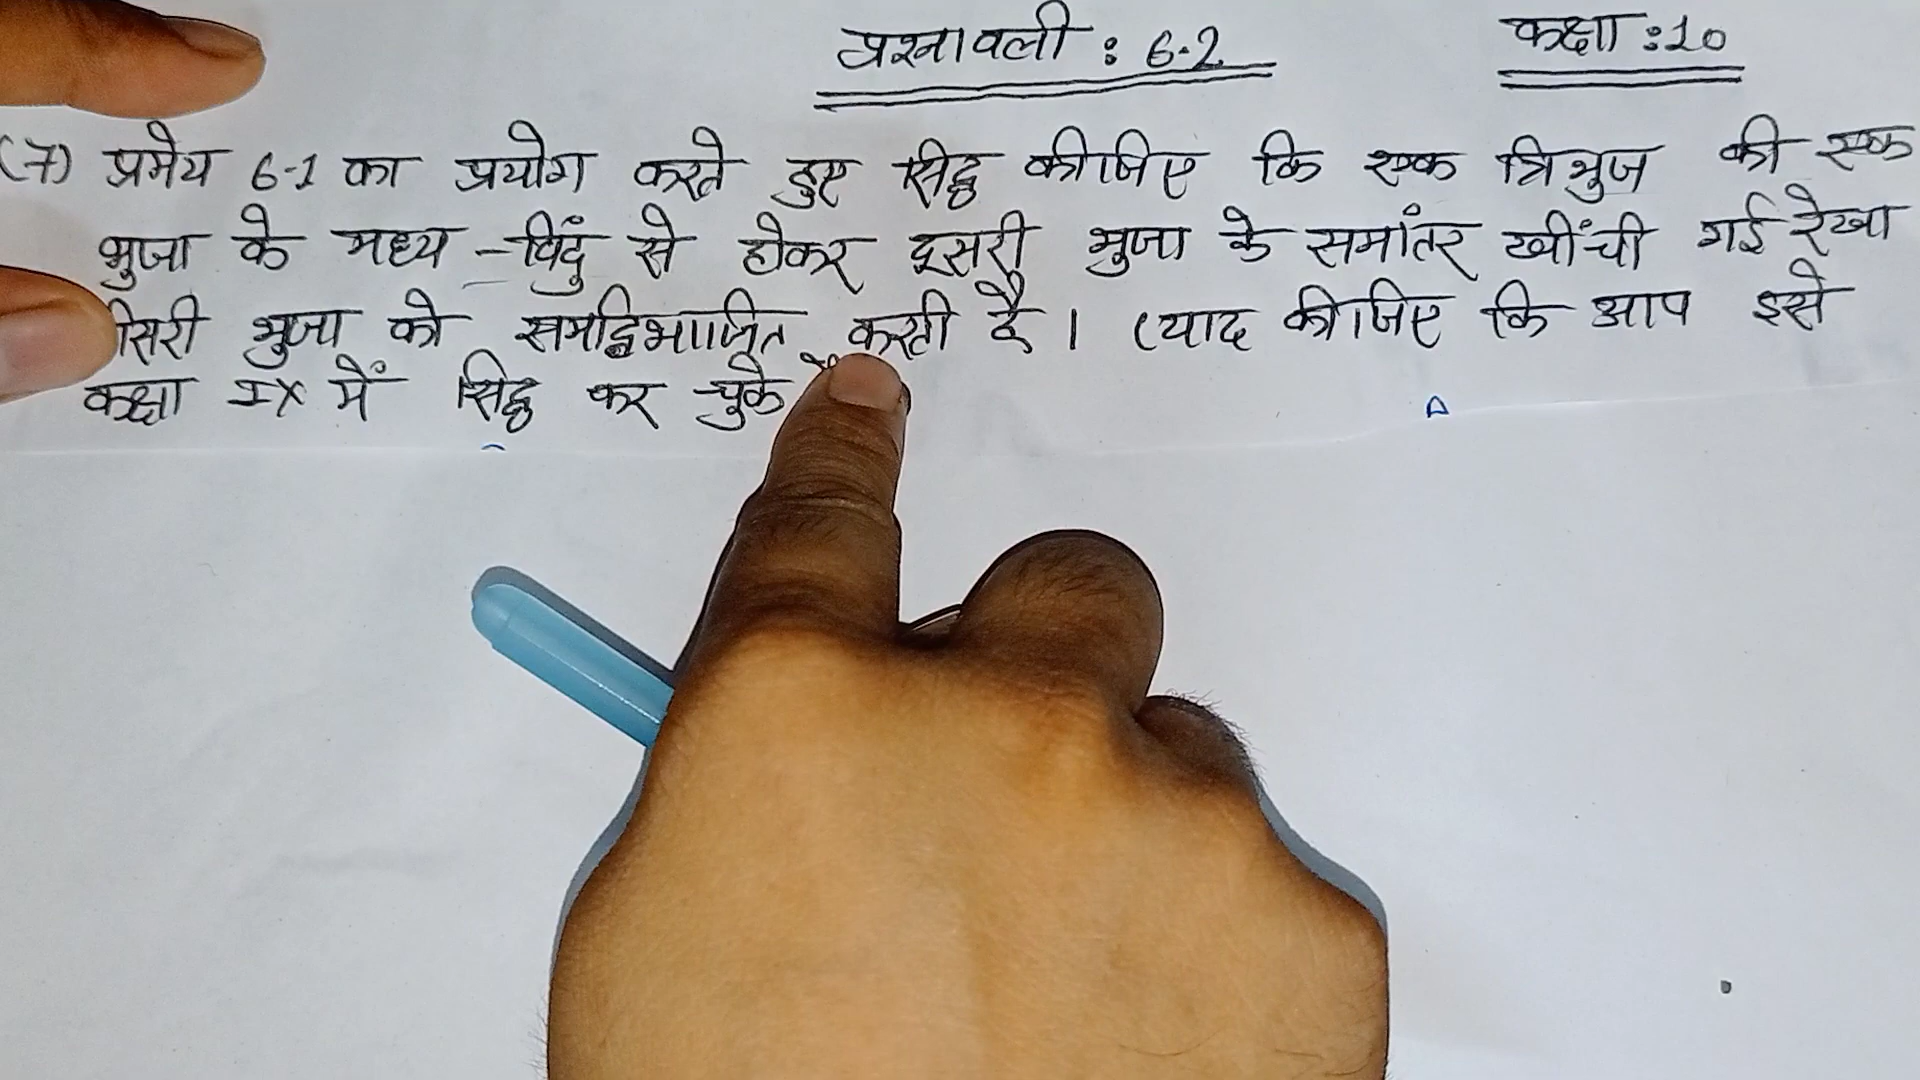 प्रश्नावली : 6.2
कक्षा : 10
(7) प्रमेय 6.1 का प्रयोग करते हुए सिद्ध कीजिए कि एक त्रिभुज की एक
भुजा के मध्य-बिंदु से होकर दूसरी भुजा के समांतर खींची गई रेखा
तीसरी भुजा को समद्विभाजित करती है । (याद कीजिए कि आप इसे
कक्षा IX में सिद्ध कर चुके